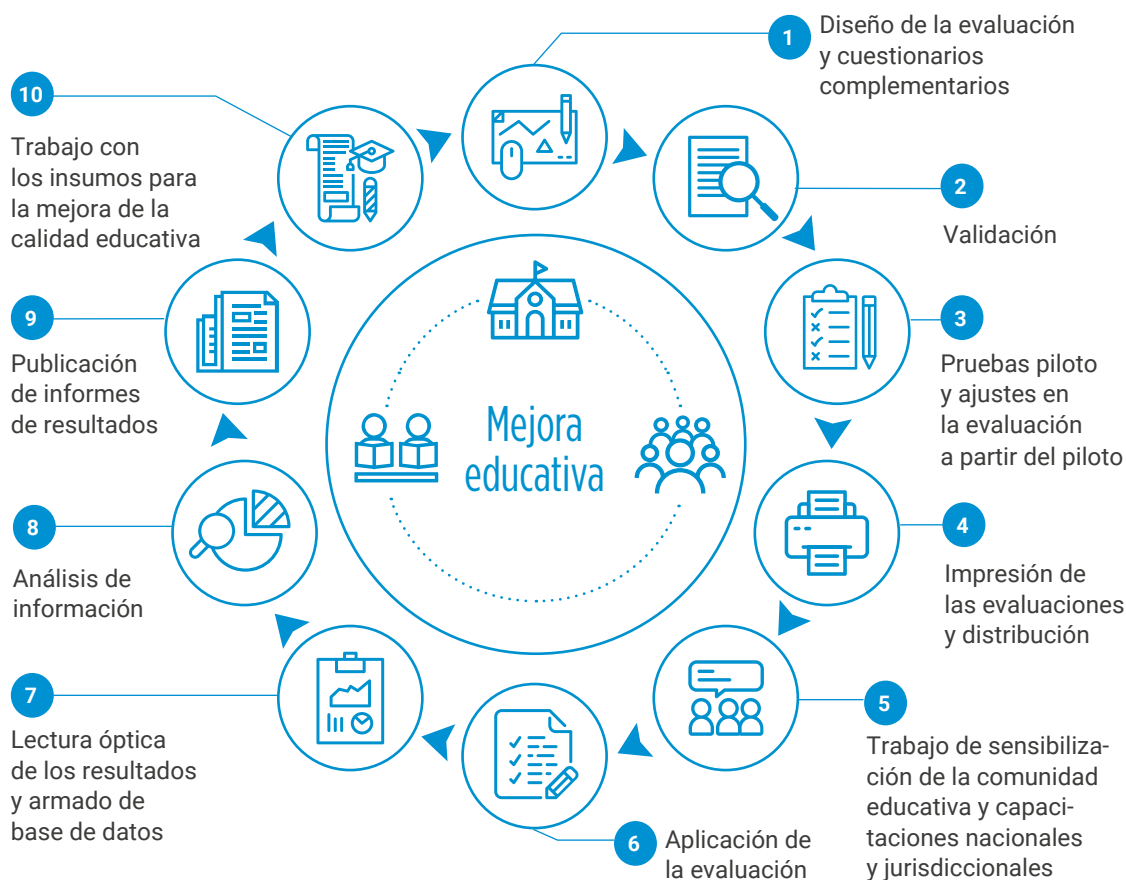 1
Diseño de la evaluación
y cuestionarios
complementarios
2
Validación
3
Pruebas piloto
y ajustes en
la evaluación
a partir del piloto
4
Impresión de
las evaluaciones
y distribución
5
Trabajo de sensibiliza-
ción de la comunidad
educativa y capaci-
taciones nacionales
y jurisdiccionales
6
Aplicación de
la evaluación
7
Lectura óptica
de los resultados
y armado de
base de datos
8
Análisis de
información
9
Publicación
de informes
de resultados
10
Trabajo con
los insumos para
la mejora de la
calidad educativa
Mejora
educativa